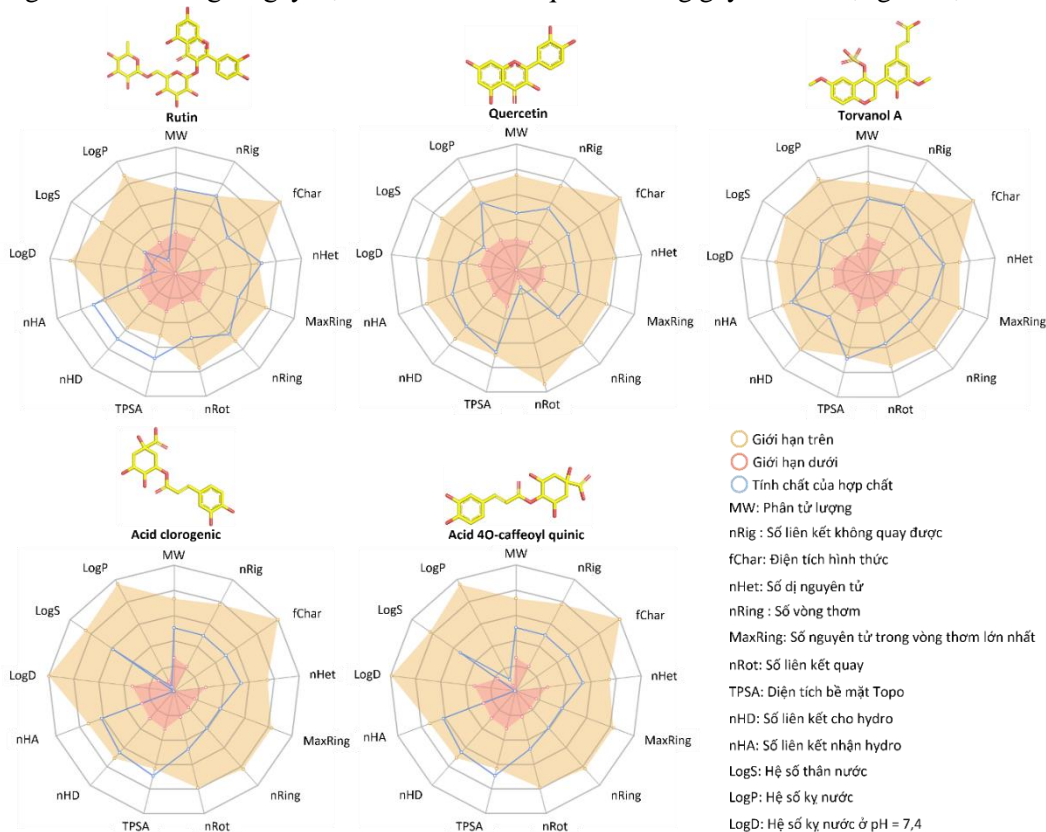 Rutin
MW
nRig
fChar
nHet
MaxRing
nRing
nRot
TPSA
nHD
nHA
LogD
LogS
LogP
Quercetin
MW
nRig
fChar
nHet
MaxRing
nRing
nRot
TPSA
nHD
nHA
LogD
LogS
LogP
Torvanol A
MW
nRig
fChar
nHet
MaxRing
nRing
nRot
TPSA
nHD
nHA
LogD
LogS
LogP
Acid clorogenic
MW
nRig
fChar
nHet
MaxRing
nRing
nRot
TPSA
nHD
nHA
LogD
LogS
LogP
Acid 4O-caffeoyl quinic
MW
nRig
fChar
nHet
MaxRing
nRing
nRot
TPSA
nHD
nHA
LogD
LogS
LogP
Giới hạn trên
Giới hạn dưới
Tính chất của hợp chất
MW: Phân tử lượng
nRig : Số liên kết không quay được
fChar: Điện tích hình thức
nHet: Số dị nguyên tử
nRing : Số vòng thơm
MaxRing: Số nguyên tử trong vòng thơm lớn nhất
nRot: Số liên kết quay
TPSA: Diện tích bề mặt Topo
nHD: Số liên kết cho hydro
nHA: Số liên kết nhận hydro
LogS: Hệ số thân nước
LogP: Hệ số kỵ nước
LogD: Hệ số kỵ nước ở pH = 7,4